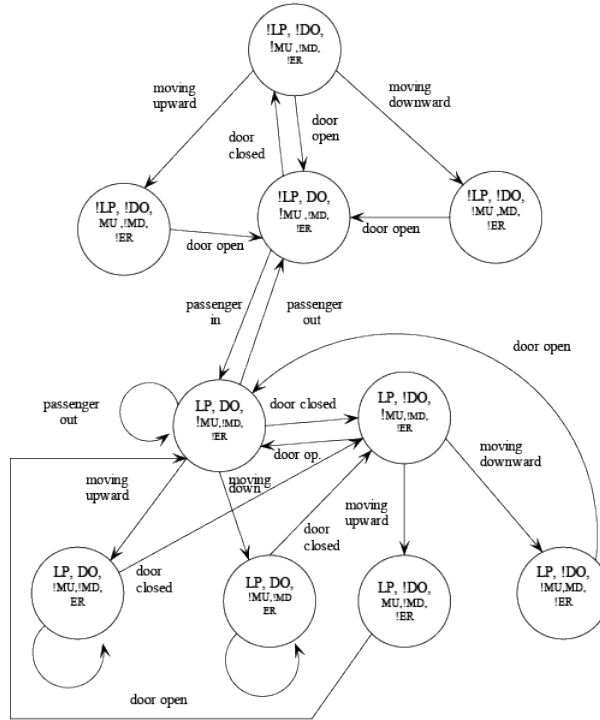 !LP, !DO,
!MU ,!MD,
!ER
moving
upward
moving
downward
door
open
door
closed
!LP, !DO,
MU ,!MD,
!ER
!LP, DO,
!MU ,!MD,
!ER
!LP, !DO,
!MU ,MD,
!ER
door open
door open
passenger
in
passenger
out
door open
passenger
out
LP, DO,
!MU,!MD,
!ER
door closed
LP, !DO,
!MU,!MD,
!ER
door op.
moving
upward
moving
down
moving
downward
moving
upward
door
closed
door
closed
LP, DO,
!MU,!MD,
ER
LP, DO,
!MU,!MD
ER
LP, !DO,
MU,!MD,
!ER
LP, !DO,
!MU,MD,
!ER
door open